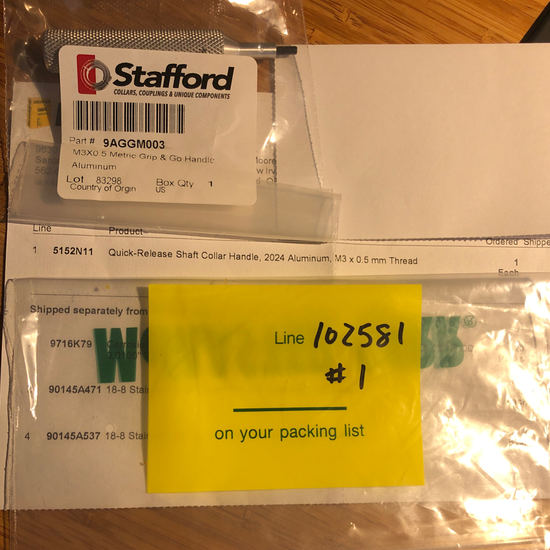 Stafford
COLLARS, COUPLINGS & UNIQUE COMPONENTS
Part # 9AGGM003
M3X0.5 Metric Grip & Go Handle
Aluminum
Lot 83298 Box Qty 1
Country of Orgin US
Line Product Ordered Shipped
1 5152N11 Quick-Release Shaft Collar Handle, 2024 Aluminum, M3 x 0.5 mm Thread 1
Each
Shipped separately from
9716K79
90145A471 18-8 Stain
4 90145A537 18-8 Stain
Line 102581
#1
on your packing list